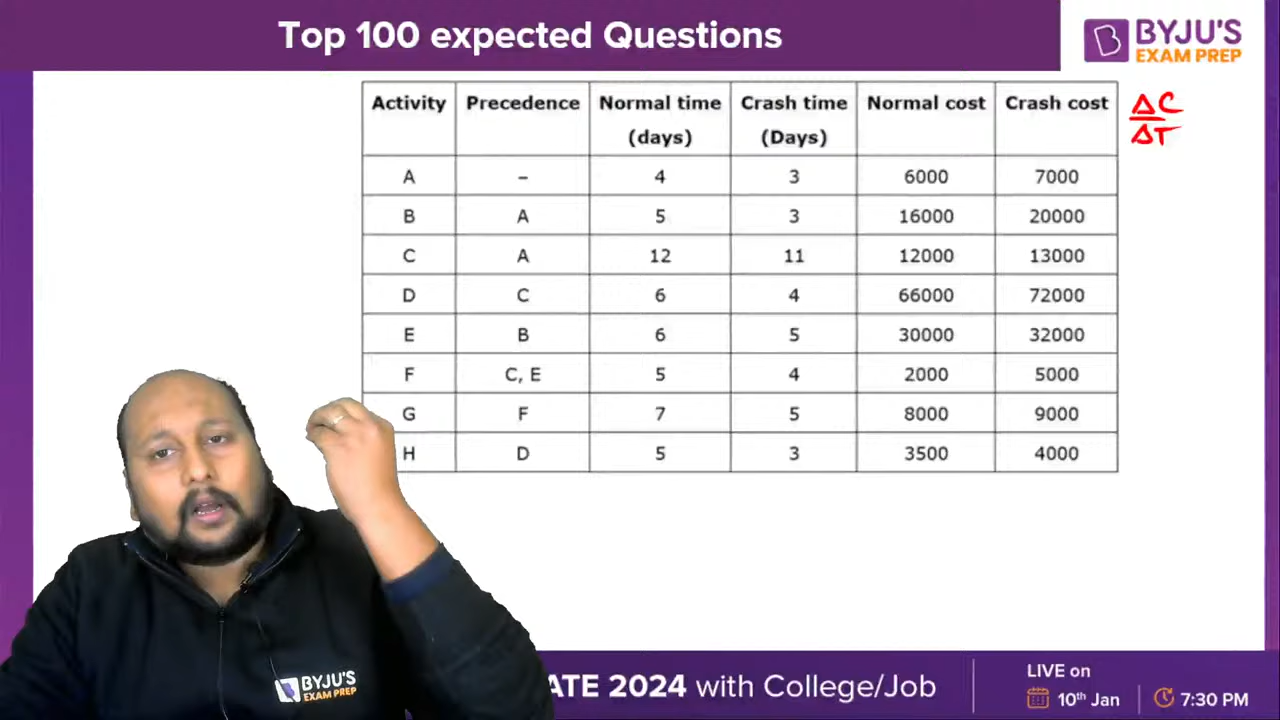 Top 100 expected Questions
BYJU'S
EXAM PREP
Activity Precedence Normal time (days) Crash time (Days) Normal cost Crash cost ΔC/ΔT
A – 4 3 6000 7000
B A 5 3 16000 20000
C A 12 11 12000 13000
D C 6 4 66000 72000
E B 6 5 30000 32000
F C, E 5 4 2000 5000
G F 7 5 8000 9000
H D 5 3 3500 4000
BYJU'S
EXAM PREP
ATE 2024 with College/Job
LIVE on
10th Jan
7:30 PM